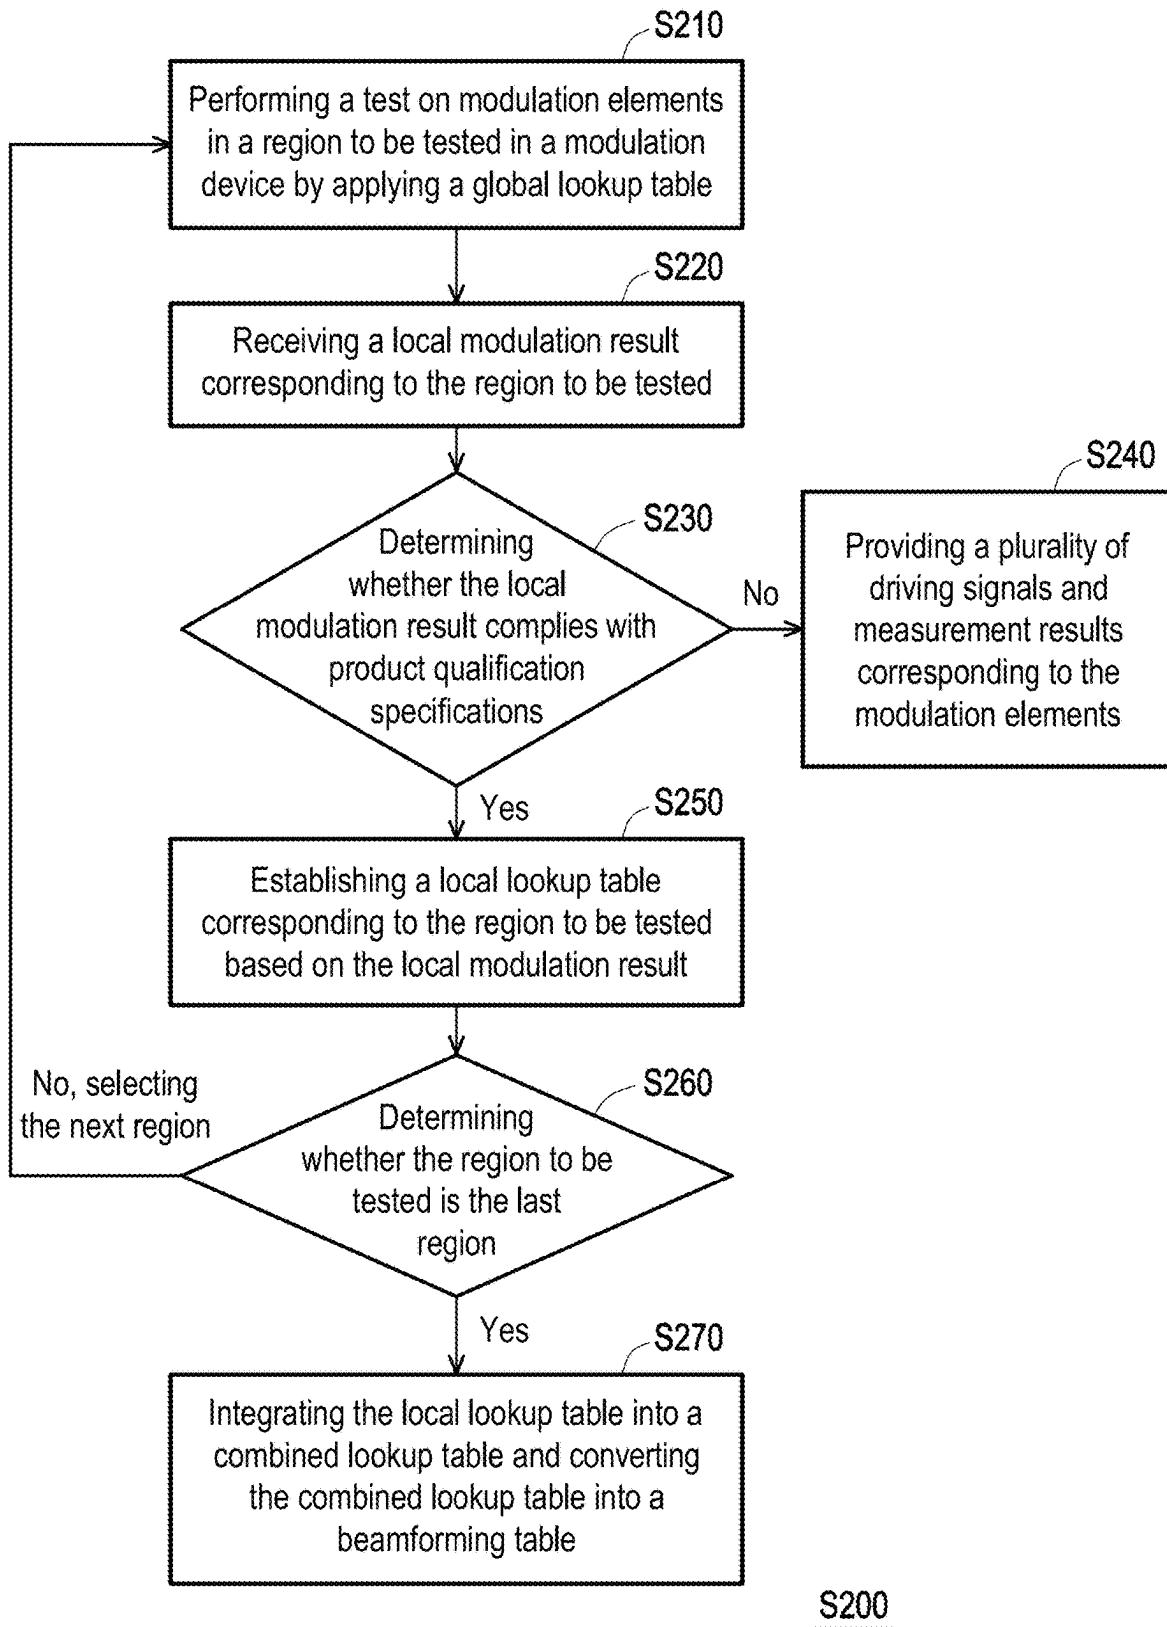 S210
Performing a test on modulation elements
in a region to be tested in a modulation
device by applying a global lookup table
S220
Receiving a local modulation result
corresponding to the region to be tested
S230
Determining
whether the local
modulation result complies with
product qualification
specifications
No
S240
Providing a plurality of
driving signals and
measurement results
corresponding to the
modulation elements
Yes
S250
Establishing a local lookup table
corresponding to the region to be tested
based on the local modulation result
S260
Determining
whether the region to be
tested is the last
region
No, selecting
the next region
Yes
S270
Integrating the local lookup table into a
combined lookup table and converting
the combined lookup table into a
beamforming table
S200